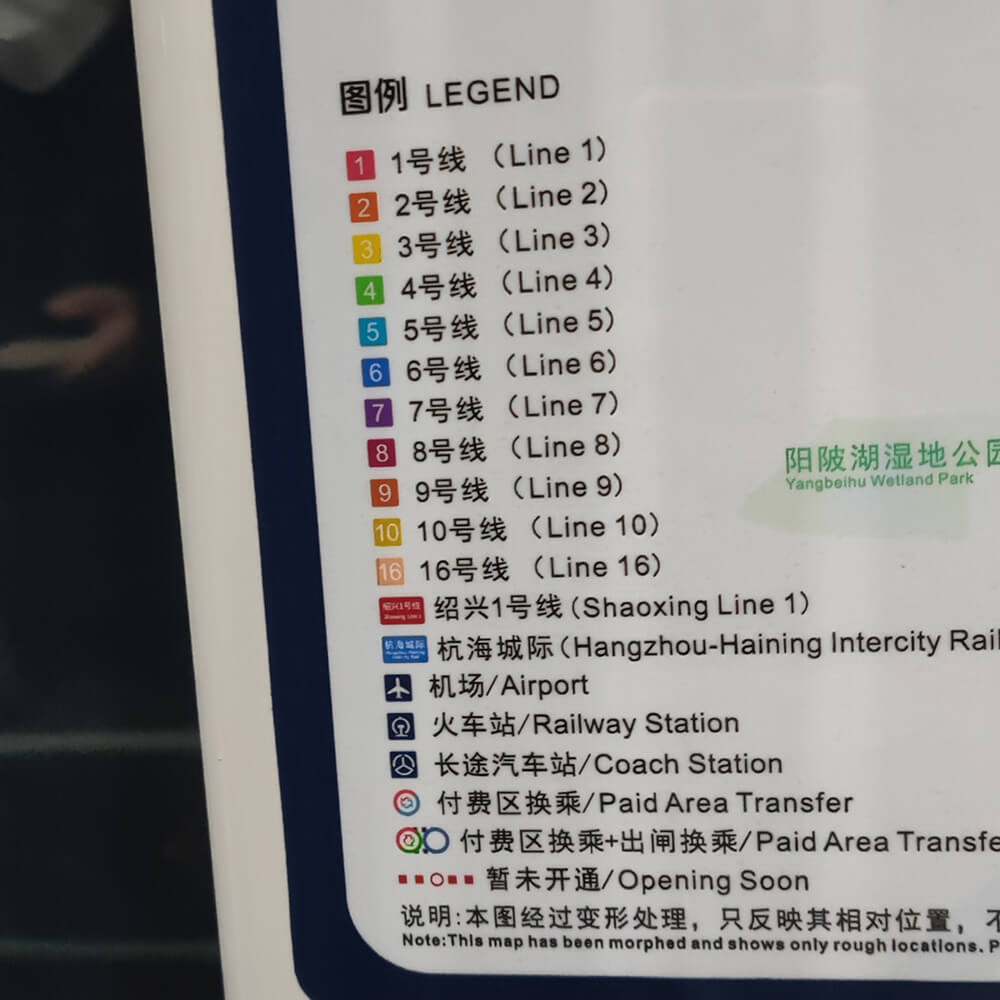 图例 LEGEND
1 1号线 (Line 1)
2 2号线 (Line 2)
3 3号线 (Line 3)
4 4号线 (Line 4)
5 5号线 (Line 5)
6 6号线 (Line 6)
7 7号线 (Line 7)
8 8号线 (Line 8)
阳陂湖湿地公园
Yangbeihu Wetland Park
9 9号线 (Line 9)
10 10号线 (Line 10)
16 16号线 (Line 16)
绍兴1号线 Shaoxing Line 1 绍兴1号线 (Shaoxing Line 1)
杭海城际 Hangzhou-Haining Intercity Rail 杭海城际 (Hangzhou-Haining Intercity Rail
机场/Airport
火车站/Railway Station
长途汽车站/Coach Station
付费区换乘/Paid Area Transfer
付费区换乘+出闸换乘/Paid Area Transfe
暂未开通/Opening Soon
说明:本图经过变形处理，只反映其相对位置，不
Note:This map has been morphed and shows only rough locations. P